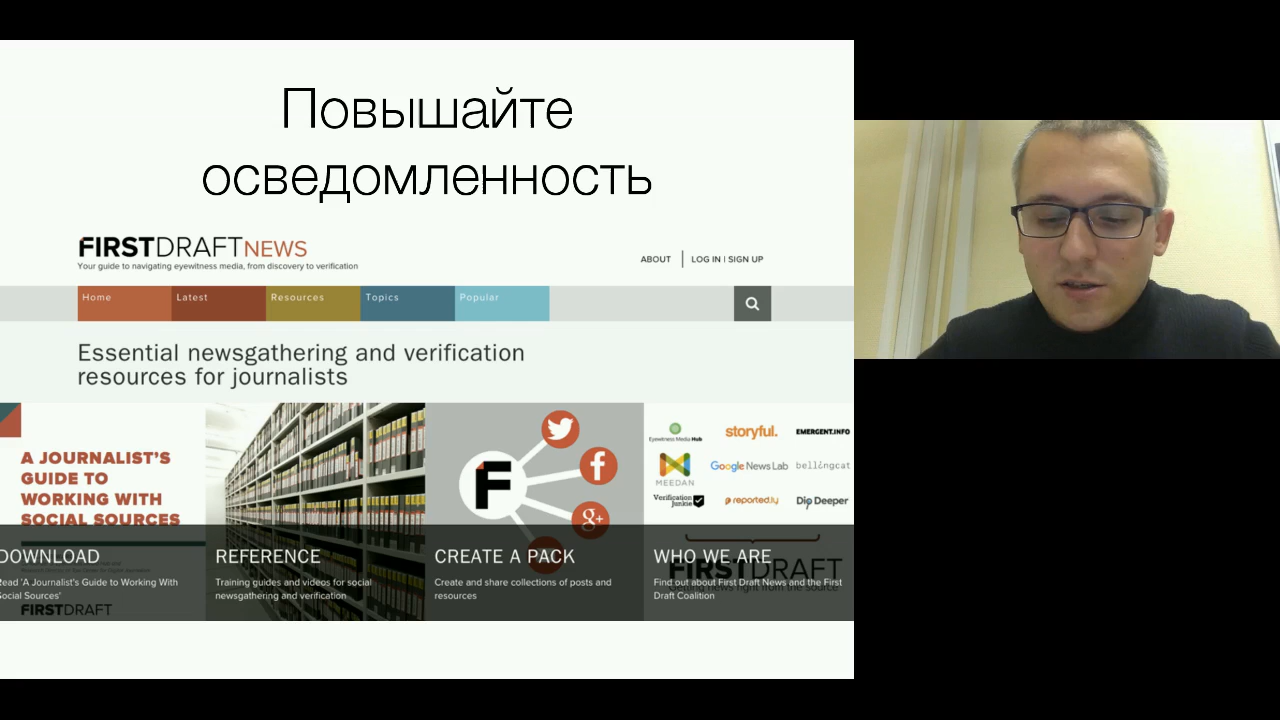 Повышайте
осведомленность
FIRSTDRAFTNEWS
Your guide to navigating eyewitness media, from discovery to verification
ABOUT | LOG IN | SIGN UP
Home Latest Resources Topics Popular
Essential newsgathering and verification
resources for journalists
A JOURNALIST'S
GUIDE TO
WORKING WITH
SOCIAL SOURCES
DOWNLOAD
Read 'A Journalist's Guide to Working With
Social Sources'
FIRSTDRAFT
REFERENCE
Training guides and videos for social
newsgathering and verification
F
g+
CREATE A PACK
Create and share collections of posts and
resources
Eyewitness Media Hub storyful. EMERGENT.INFO
MEEDAN Google News Lab bellingcat
Verification Junkie reported.ly Dig Deeper
WHO WE ARE
FIRSTDRAFT
Find out about First Draft News and the First
Draft Coalition